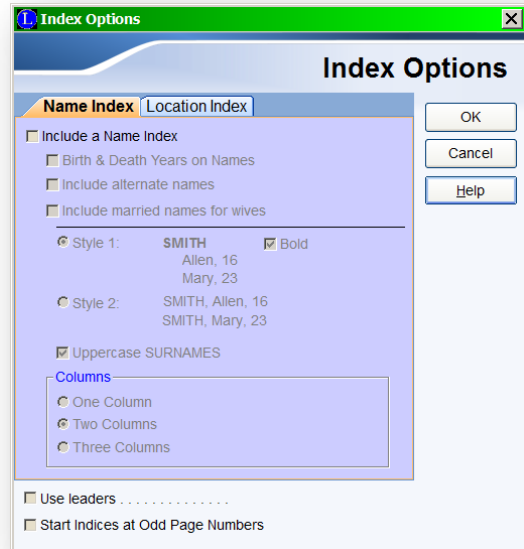 L Index Options
Index Options
Name Index Location Index
OK
Cancel
Help
Include a Name Index
Birth & Death Years on Names
Include alternate names
Include married names for wives
Style 1: SMITH Bold
Allen, 16
Mary, 23
Style 2: SMITH, Allen, 16
SMITH, Mary, 23
Uppercase SURNAMES
Columns
One Column
Two Columns
Three Columns
Use leaders . . . . . . . . . . . . . .
Start Indices at Odd Page Numbers